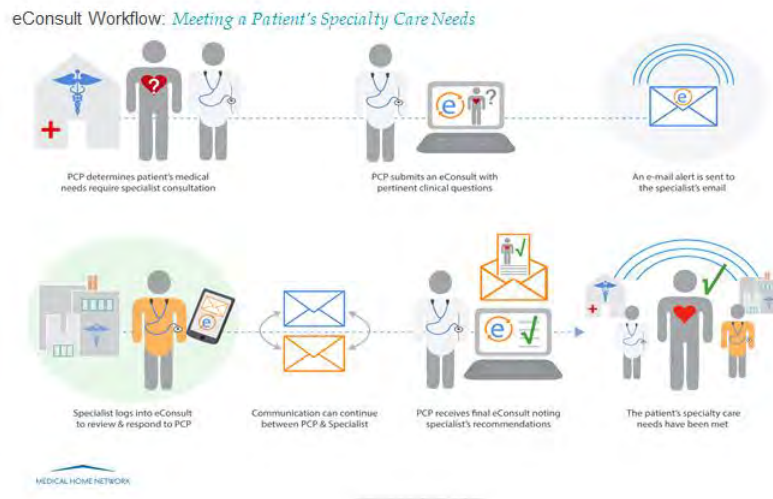 eConsult Workflow: Meeting a Patient's Specialty Care Needs
?
e
?
e
PCP determines patient's medical
needs require specialist consultation
PCP submits an eConsult with
pertinent clinical questions
An e-mail alert is sent to
the specialist's email
e
e
Specialist logs into eConsult
to review & respond to PCP
Communication can continue
between PCP & Specialist
PCP receives final eConsult noting
specialist's recommendations
The patient's specialty care
needs have been met
MEDICAL HOME NETWORK